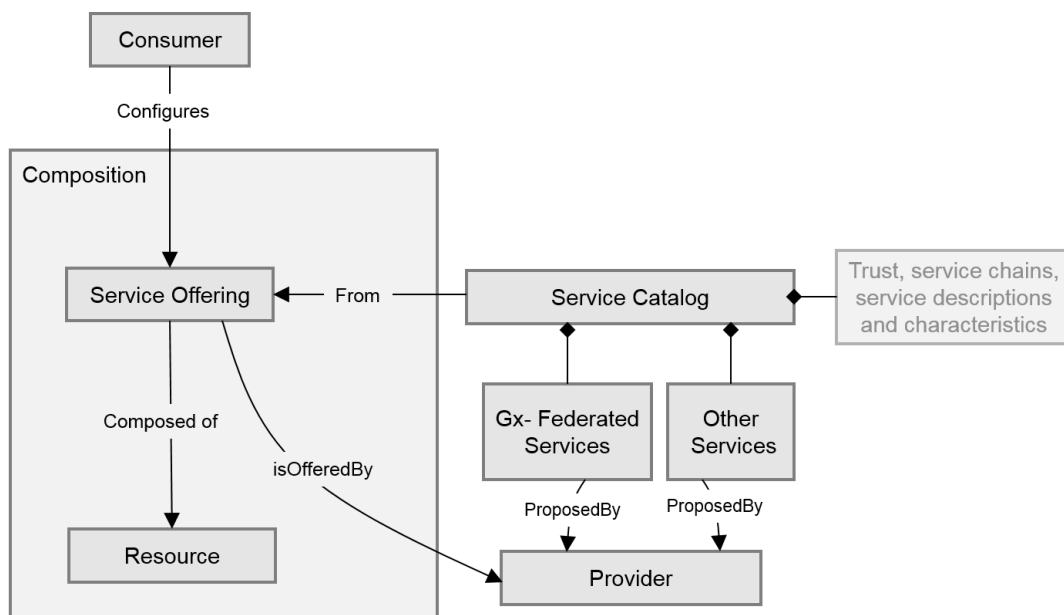 Consumer
Configures
Composition
Service Offering
From
Service Catalog
Trust, service chains,
service descriptions
and characteristics
Composed of
isOfferedBy
Gx- Federated
Services
Other
Services
ProposedBy
ProposedBy
Resource
Provider